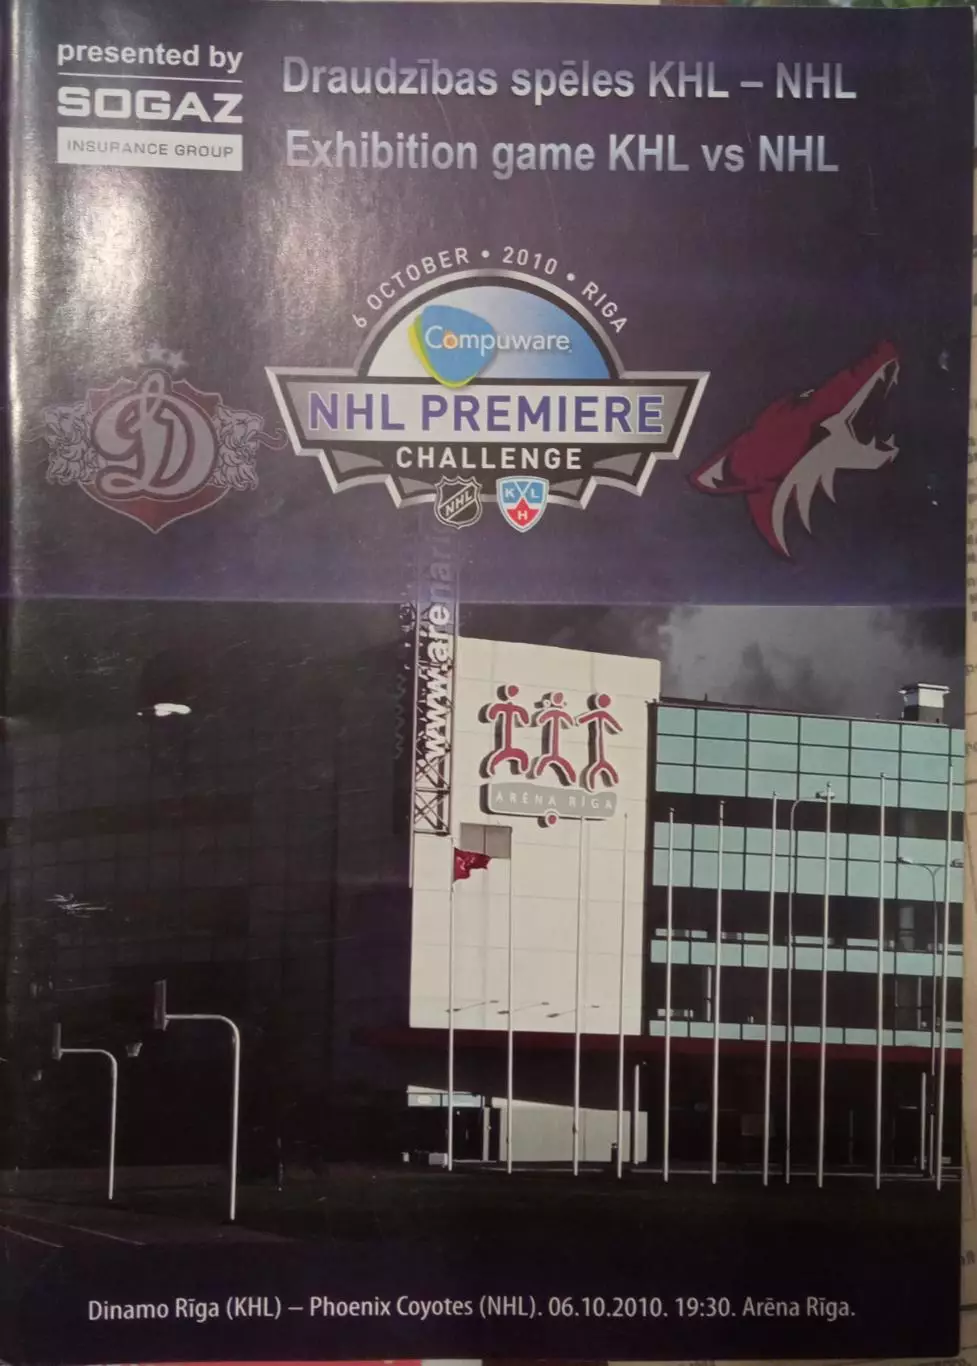 presented by
SOGAZ
INSURANCE GROUP
Draudzības spēles KHL – NHL
Exhibition game KHL vs NHL
6 OCTOBER • 2010 • RIGA
Compuware
NHL PREMIERE
CHALLENGE
NHL
KHL
D
www.arenari
ARĒNA RĪGA
Dinamo Rīga (KHL) – Phoenix Coyotes (NHL). 06.10.2010. 19:30. Arēna Rīga.